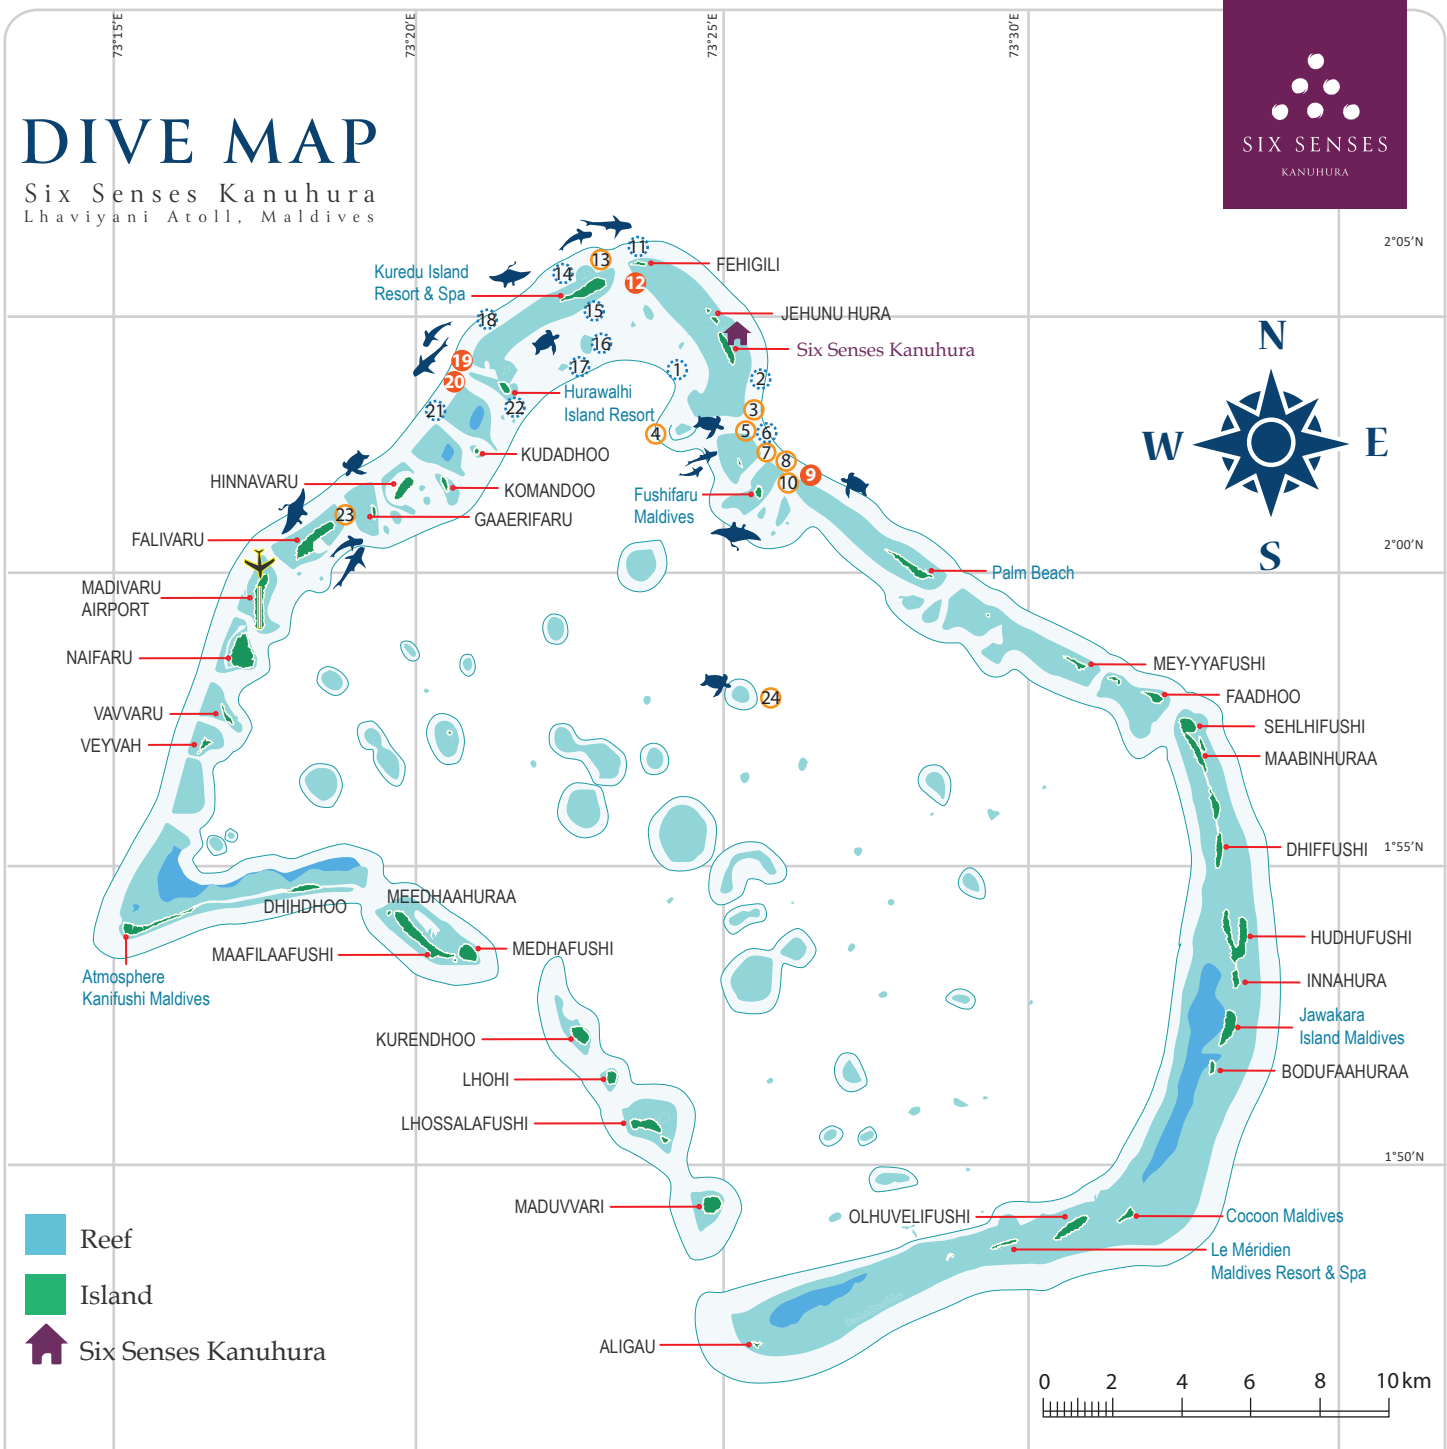 73°15’E
73°20’E
73°25’E
73°30’E
SIX SENSES
KANUHURA
DIVE MAP
Six Senses Kanuhura
Lhaviyani Atoll, Maldives
2°05’N
11
13
FEHIGILI
Kuredu Island
Resort & Spa
14
12
15
JEHUNU HURA
18
N
16
Six Senses Kanuhura
19
17
1
2
20
Hurawalhi
Island Resort
21
22
3
4
5
6
W
E
KUDADHOO
7
8
9
HINNAVARU
KOMANDOO
10
Fushifaru
Maldives
23
GAAERIFARU
FALIVARU
S
2°00’N
Palm Beach
MADIVARU
AIRPORT
NAIFARU
MEY-YYAFUSHI
24
FAADHOO
VAVVARU
SEHLHIFUSHI
VEYVAH
MAABINHURAA
1°55’N
DHIFFUSHI
MEEDHAAHURAA
DHIHDHOO
HUDHUFUSHI
MAAFILAAFUSHI
MEDHAFUSHI
Atmosphere
Kanifushi Maldives
INNAHURA
Jawakara
Island Maldives
KURENDHOO
LHOHI
BODUFAAHURAA
LHOSSALAFUSHI
1°50’N
MADUVVARI
OLHUVELIFUSHI
Cocoon Maldives
Reef
Le Méridien
Maldives Resort & Spa
Island
Six Senses Kanuhura
ALIGAU
0 2 4 6 8 10 km